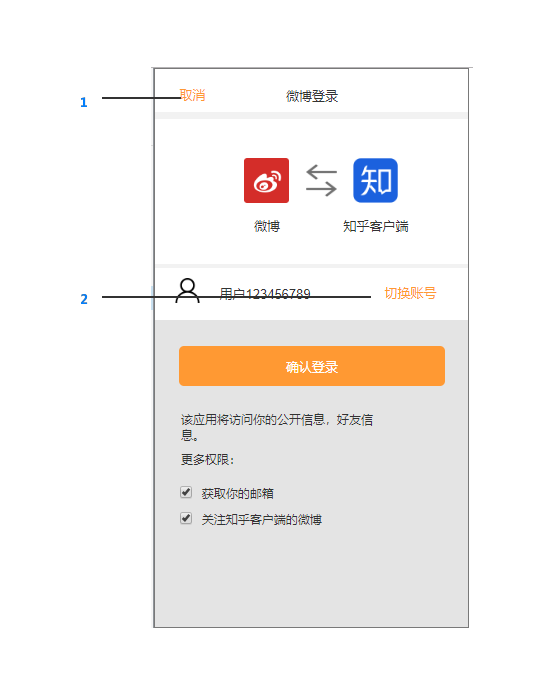 1
取消
微博登录
知
微博
知乎客户端
2
用户123456789
切换账号
确认登录
该应用将访问你的公开信息，好友信
息。
更多权限：
获取你的邮箱
关注知乎客户端的微博